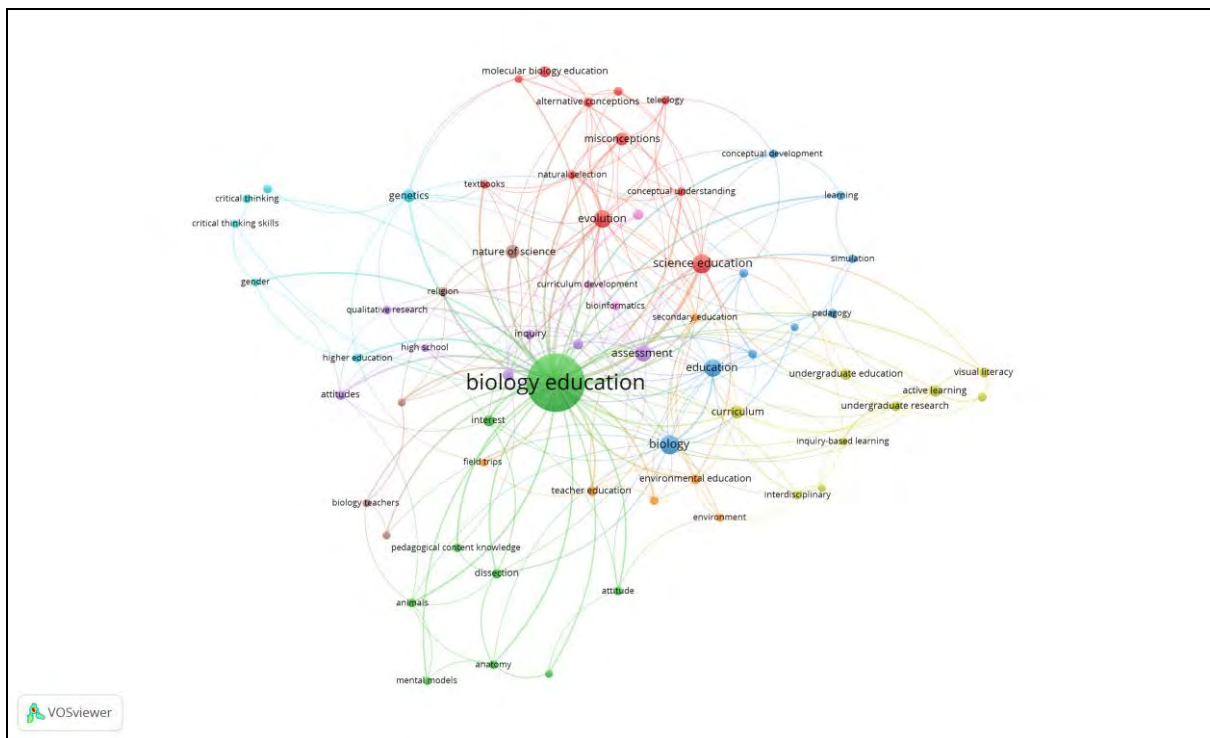 molecular biology education
alternative conceptions
teleology
misconceptions
conceptual development
natural selection
textbooks
conceptual understanding
genetics
learning
critical thinking
critical thinking skills
evolution
nature of science
science education
simulation
gender
curriculum development
religion
bioinformatics
qualitative research
secondary education
pedagogy
inquiry
high school
assessment
higher education
education
undergraduate education
visual literacy
biology education
attitudes
active learning
undergraduate research
curriculum
interest
biology
inquiry-based learning
field trips
environmental education
teacher education
interdisciplinary
biology teachers
environment
pedagogical content knowledge
dissection
attitude
animals
anatomy
mental models
VOSviewer